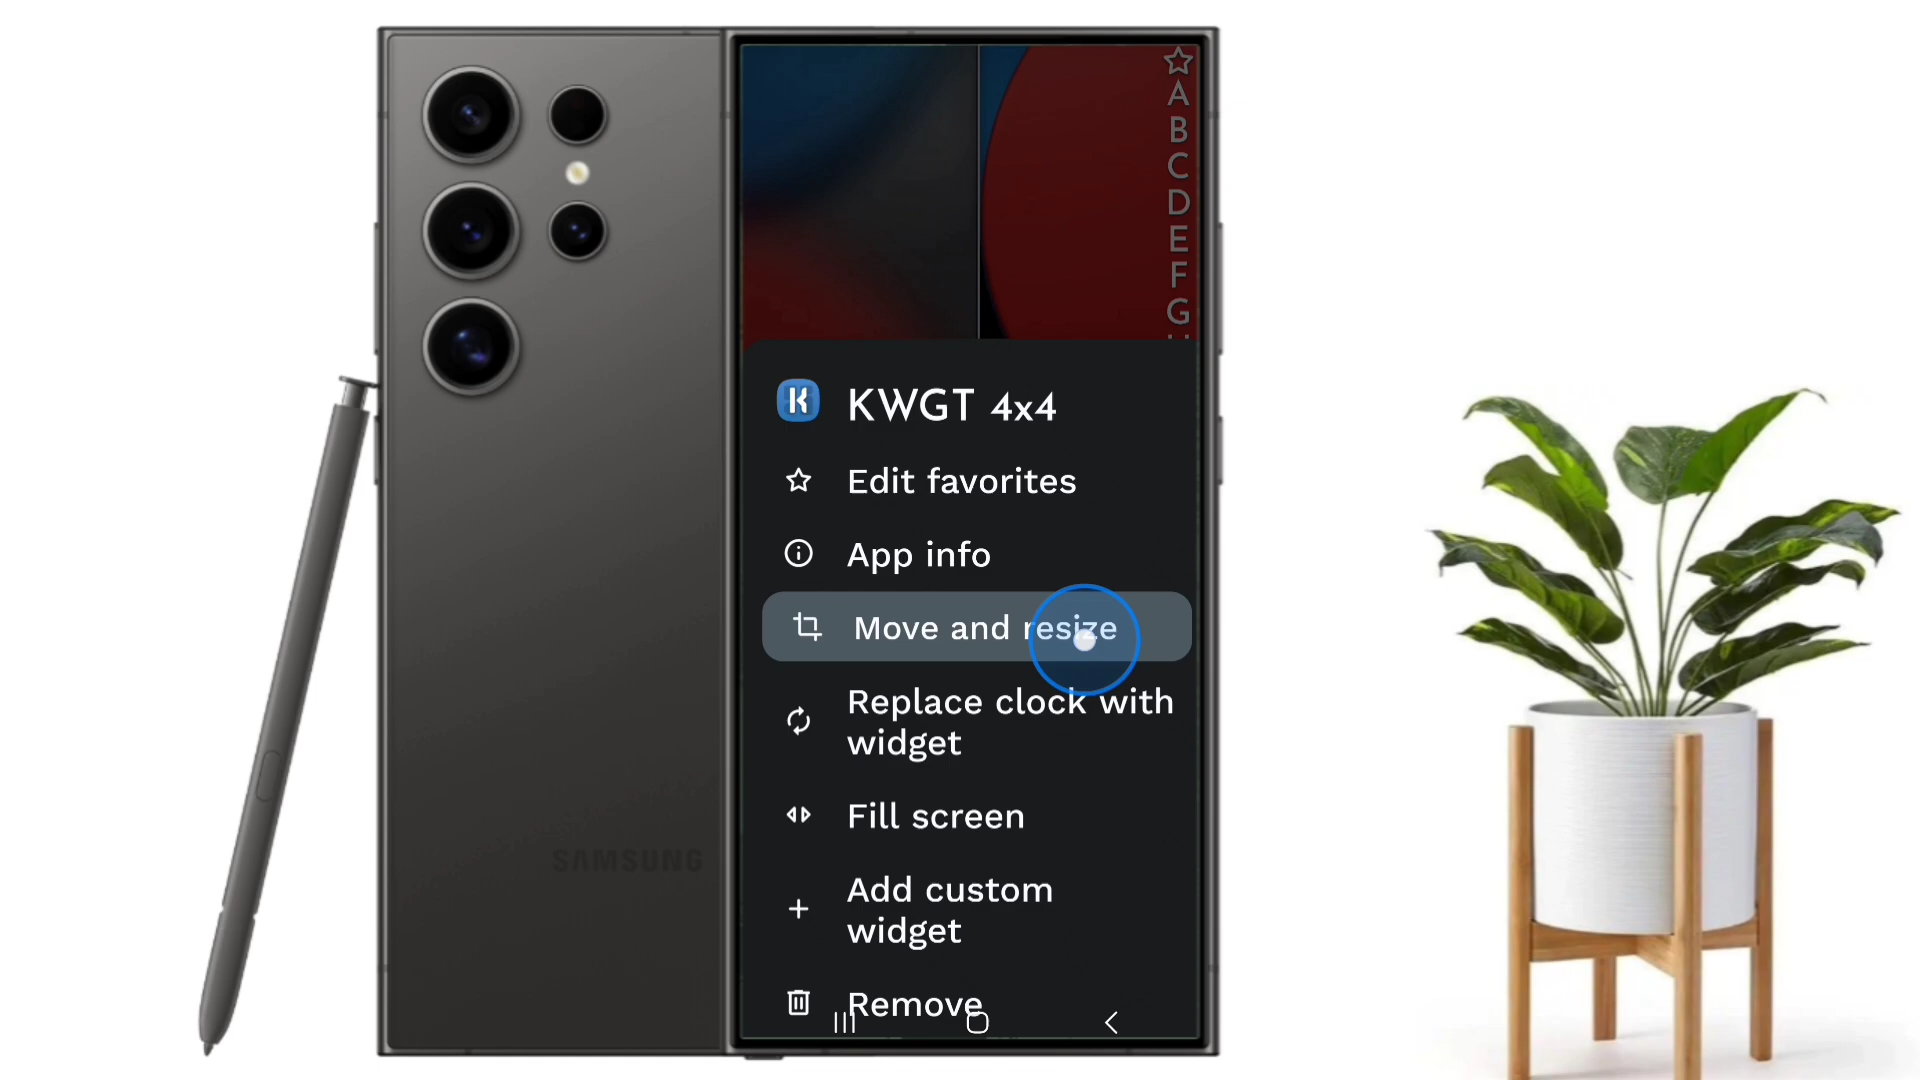 A
B
C
D
E
F
G
KWGT 4x4
Edit favorites
App info
Move and resize
Replace clock with
widget
Fill screen
Add custom
widget
Remove
SAMSUNG